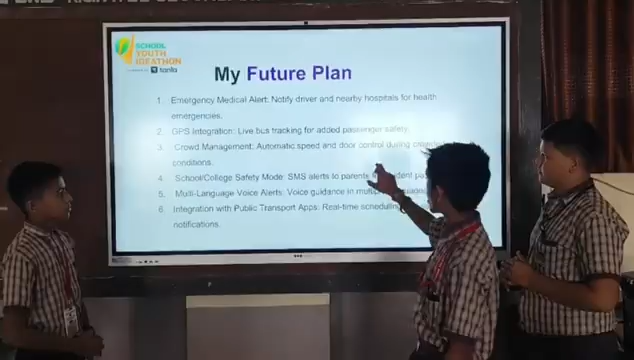 SCHOOL
YOUTH
IDEATHON
tanla
My Future Plan
1. Emergency Medical Alert: Notify driver and nearby hospitals for health
emergencies.
2. GPS Integration: Live bus tracking for added passenger safety.
3. Crowd Management: Automatic speed and door control during
conditions.
4. School/College Safety Mode: SMS alerts to parents
5. Multi-Language Voice Alerts: Voice guidance in
6. Integration with Public Transport Apps: Real-time
notifications.